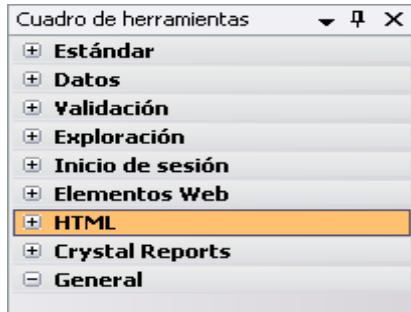 Cuadro de herramientas
Estándar
Datos
Validación
Exploración
Inicio de sesión
Elementos Web
HTML
Crystal Reports
General